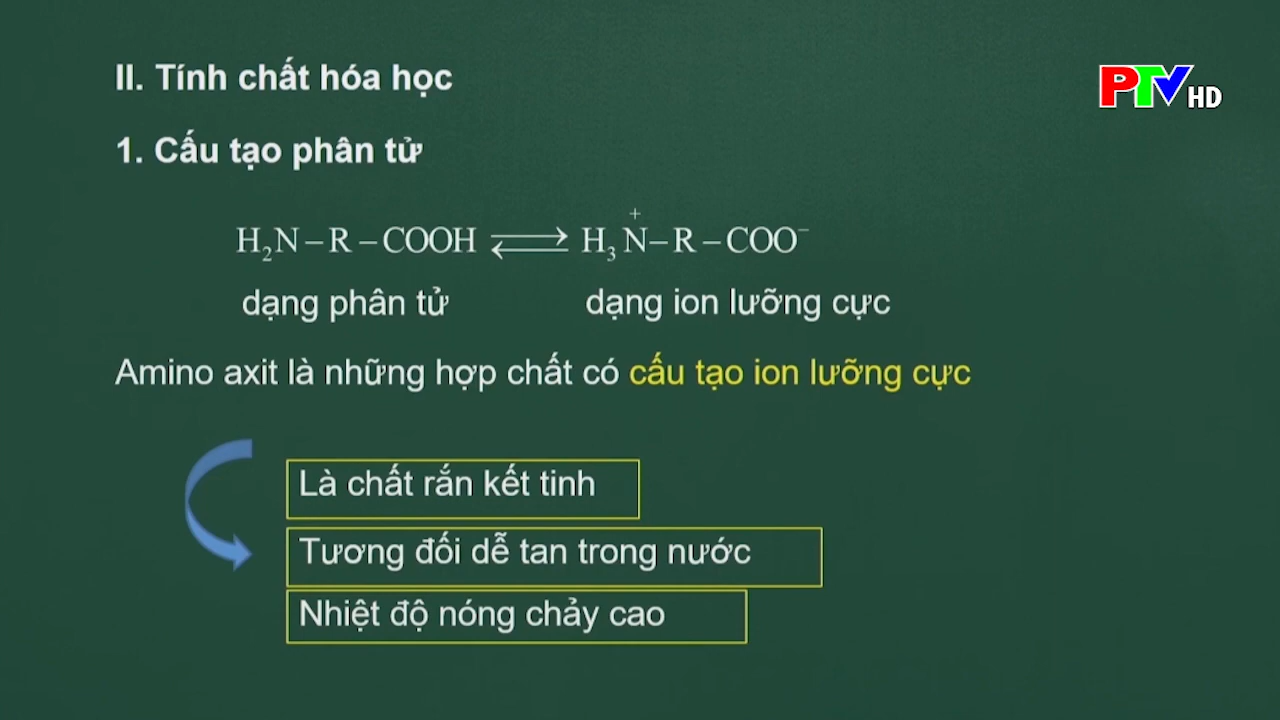 II. Tính chất hóa học
PTV HD
1. Cấu tạo phân tử
H₂N – R – COOH ⇌ H₃N⁺– R – COO⁻
dạng phân tử dạng ion lưỡng cực
Amino axit là những hợp chất có cấu tạo ion lưỡng cực
Là chất rắn kết tinh
Tương đối dễ tan trong nước
Nhiệt độ nóng chảy cao